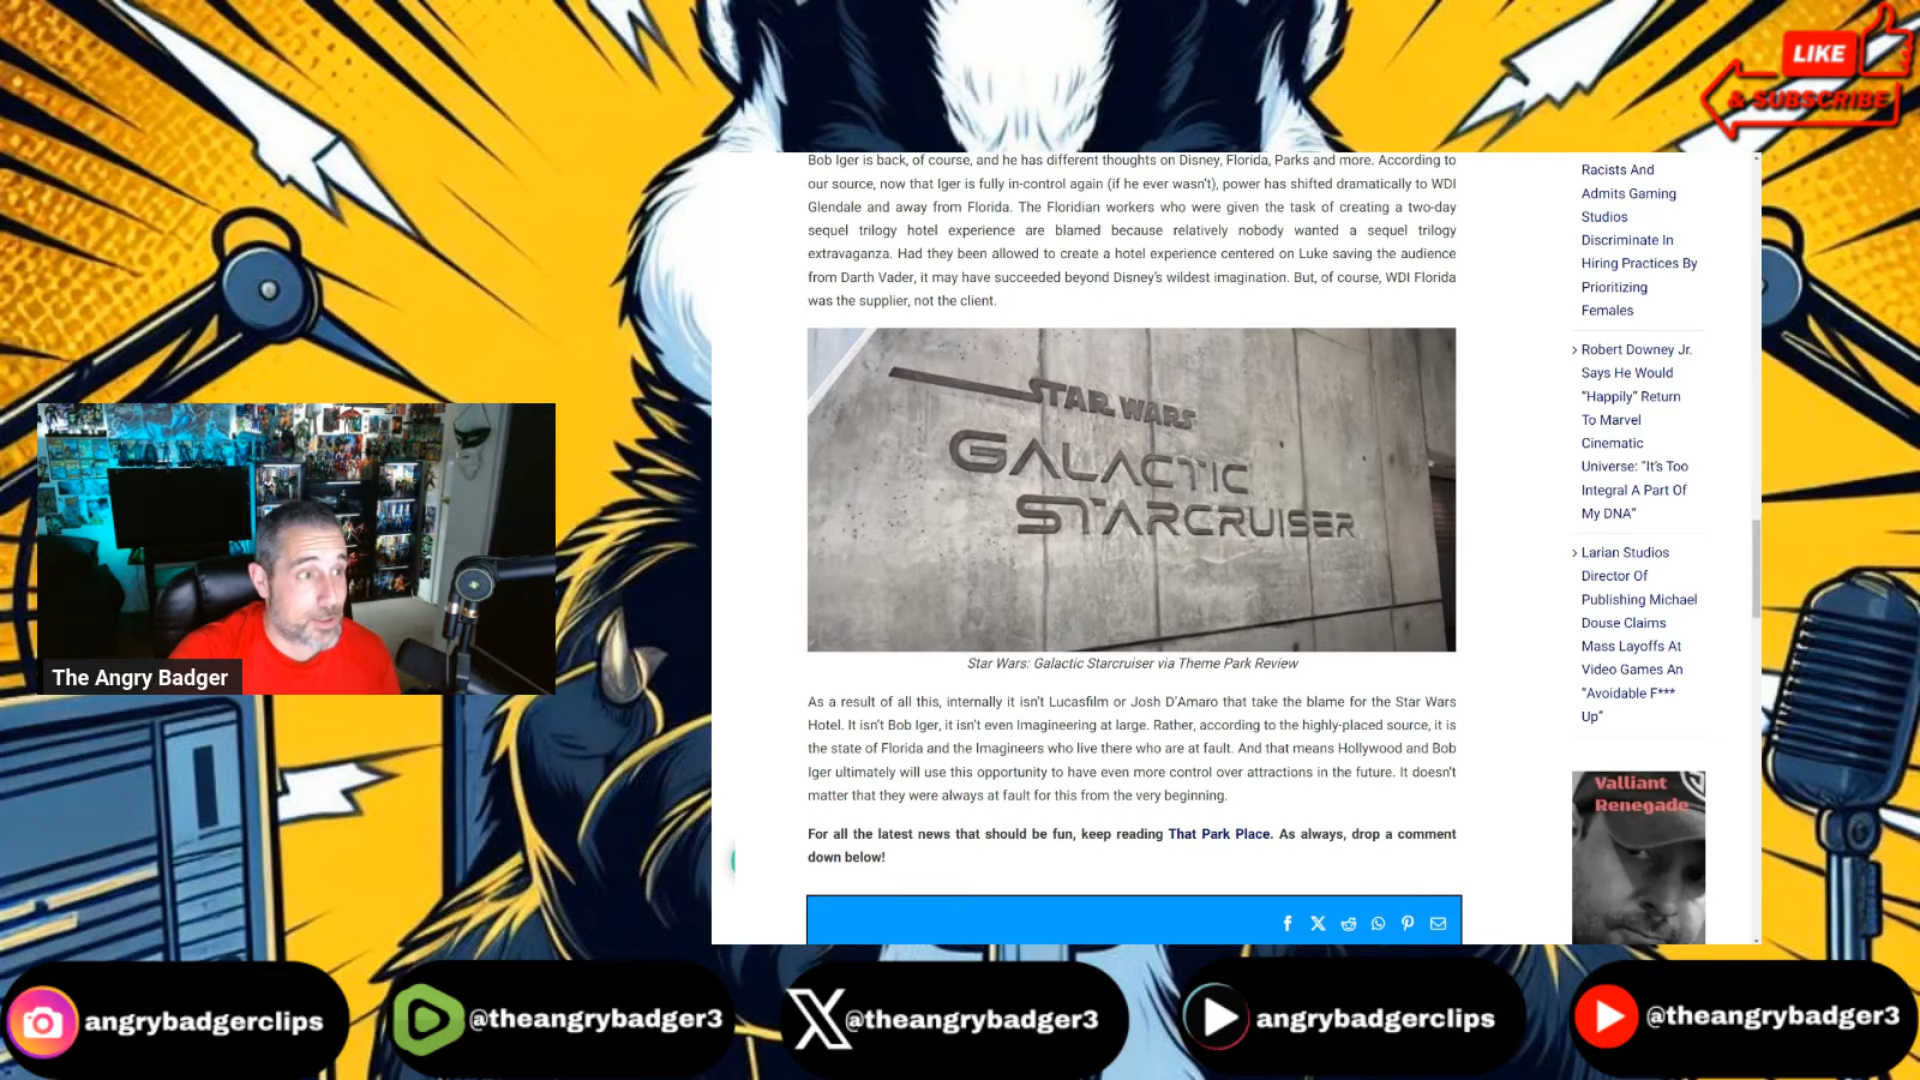 LIKE
& SUBSCRIBE
Bob Iger is back, of course, and he has different thoughts on Disney, Florida, Parks and more. According to
our source, now that Iger is fully in-control again (if he ever wasn't), power has shifted dramatically to WDI
Glendale and away from Florida. The Floridian workers who were given the task of creating a two-day
sequel trilogy hotel experience are blamed because relatively nobody wanted a sequel trilogy
extravaganza. Had they been allowed to create a hotel experience centered on Luke saving the audience
from Darth Vader, it may have succeeded beyond Disney's wildest imagination. But, of course, WDI Florida
was the supplier, not the client.
STAR WARS
GALACTIC
STARCRUISER
Star Wars: Galactic Starcruiser via Theme Park Review
As a result of all this, internally it isn't Lucasfilm or Josh D'Amaro that take the blame for the Star Wars
Hotel. It isn't Bob Iger, it isn't even Imagineering at large. Rather, according to the highly-placed source, it is
the state of Florida and the Imagineers who live there who are at fault. And that means Hollywood and Bob
Iger ultimately will use this opportunity to have even more control over attractions in the future. It doesn't
matter that they were always at fault for this from the very beginning.
For all the latest news that should be fun, keep reading That Park Place. As always, drop a comment
down below!
Racists And
Admits Gaming
Studios
Discriminate In
Hiring Practices By
Prioritizing
Females
Robert Downey Jr.
Says He Would
"Happily" Return
To Marvel
Cinematic
Universe: "It's Too
Integral A Part Of
My DNA"
Larian Studios
Director Of
Publishing Michael
Douse Claims
Mass Layoffs At
Video Games An
"Avoidable F***
Up"
Valliant
Renegade
The Angry Badger
angrybadgerclips
@theangrybadger3
@theangrybadger3
angrybadgerclips
@theangrybadger3